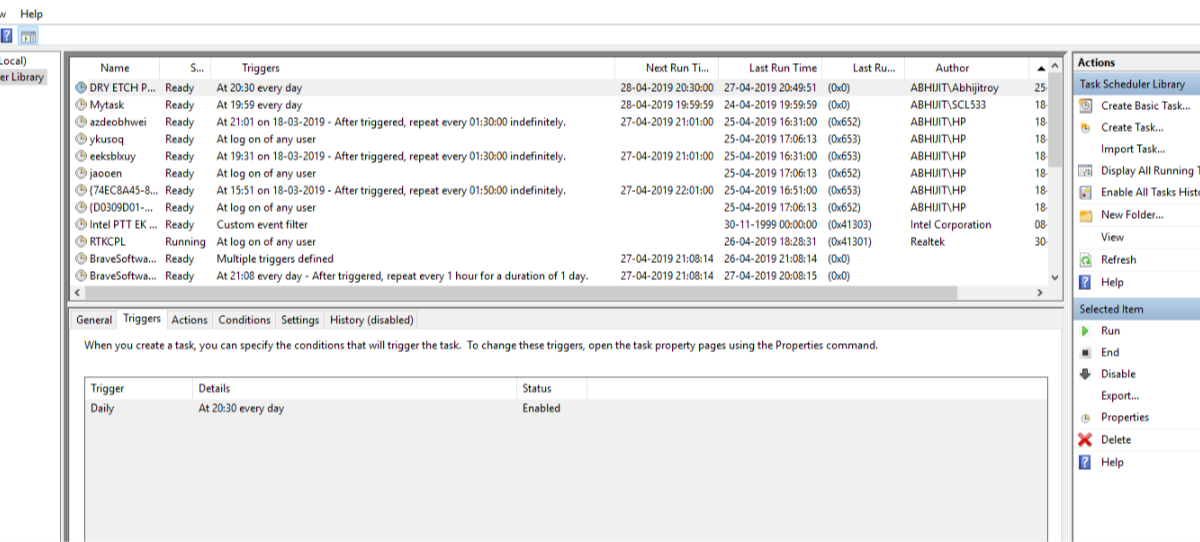 w Help
Local)
er Library
Name S... Triggers Next Run Ti... Last Run Time Last Ru... Author
DRY ETCH P... Ready At 20:30 every day 28-04-2019 20:30:00 27-04-2019 20:49:51 (0x0) ABHIJIT\Abhijitroy 25-
Mytask Ready At 19:59 every day 28-04-2019 19:59:59 24-04-2019 19:59:59 (0x0) ABHIJIT\SCL533 18-
azdeobhwei Ready At 21:01 on 18-03-2019 - After triggered, repeat every 01:30:00 indefinitely. 27-04-2019 21:01:00 25-04-2019 16:31:00 (0x652) ABHIJIT\HP 18-
ykusoq Ready At log on of any user 25-04-2019 17:06:13 (0x653) ABHIJIT\HP 18-
eeksblxuy Ready At 19:31 on 18-03-2019 - After triggered, repeat every 01:30:00 indefinitely. 27-04-2019 21:01:00 25-04-2019 16:31:00 (0x653) ABHIJIT\HP 18-
jaooen Ready At log on of any user 25-04-2019 17:06:13 (0x652) ABHIJIT\HP 18-
{74EC8A45-8... Ready At 15:51 on 18-03-2019 - After triggered, repeat every 01:50:00 indefinitely. 27-04-2019 22:01:00 25-04-2019 16:51:00 (0x653) ABHIJIT\HP 18-
{D0309D01-... Ready At log on of any user 25-04-2019 17:06:13 (0x652) ABHIJIT\HP 18-
Intel PTT EK ... Ready Custom event filter 30-11-1999 00:00:00 (0x41303) Intel Corporation 08-
RTKCPL Running At log on of any user 26-04-2019 18:28:31 (0x41301) Realtek 30-
BraveSoftwa... Ready Multiple triggers defined 27-04-2019 21:08:14 26-04-2019 21:08:14 (0x0)
BraveSoftwa... Ready At 21:08 every day - After triggered, repeat every 1 hour for a duration of 1 day. 27-04-2019 21:08:14 27-04-2019 20:08:15 (0x0)
General Triggers Actions Conditions Settings History (disabled)
When you create a task, you can specify the conditions that will trigger the task. To change these triggers, open the task property pages using the Properties command.
Trigger Details Status
Daily At 20:30 every day Enabled
Actions
Task Scheduler Library
Create Basic Task...
Create Task...
Import Task...
Display All Running T
Enable All Tasks Histo
New Folder...
View
Refresh
Help
Selected Item
Run
End
Disable
Export...
Properties
Delete
Help